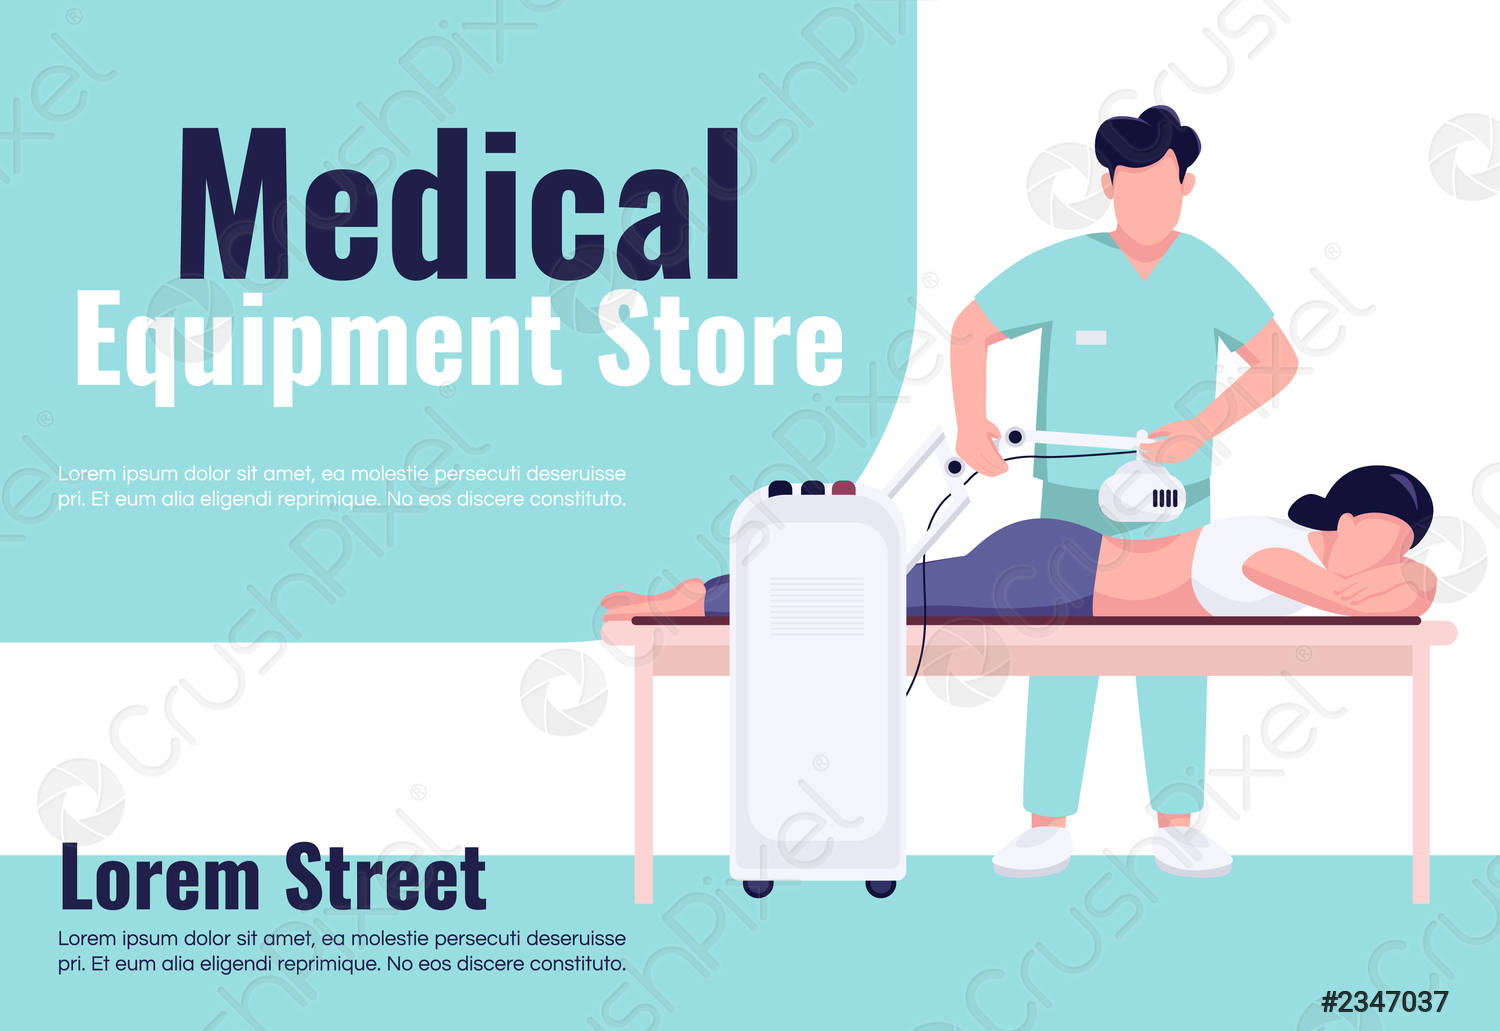 Medical
Equipment Store
Lorem ipsum dolor sit amet, ea molestie persecuti deseruisse
pri. Et eum alia eligendi reprimique. No eos discere constituto.
Lorem Street
Lorem ipsum dolor sit amet, ea molestie persecuti deseruisse
pri. Et eum alia eligendi reprimique. No eos discere constituto.
#2347037
CrushPixel